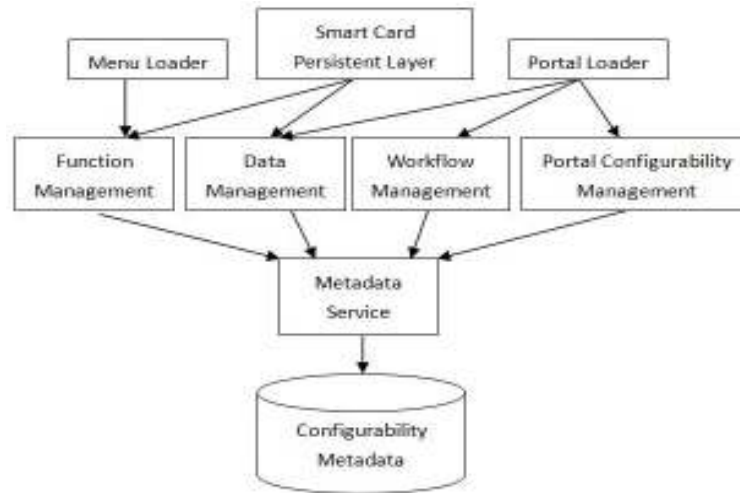 Smart Card
Persistent Layer
Menu Loader
Portal Loader
Function
Management
Data
Management
Workflow
Management
Portal Configurability
Management
Metadata
Service
Configurability
Metadata